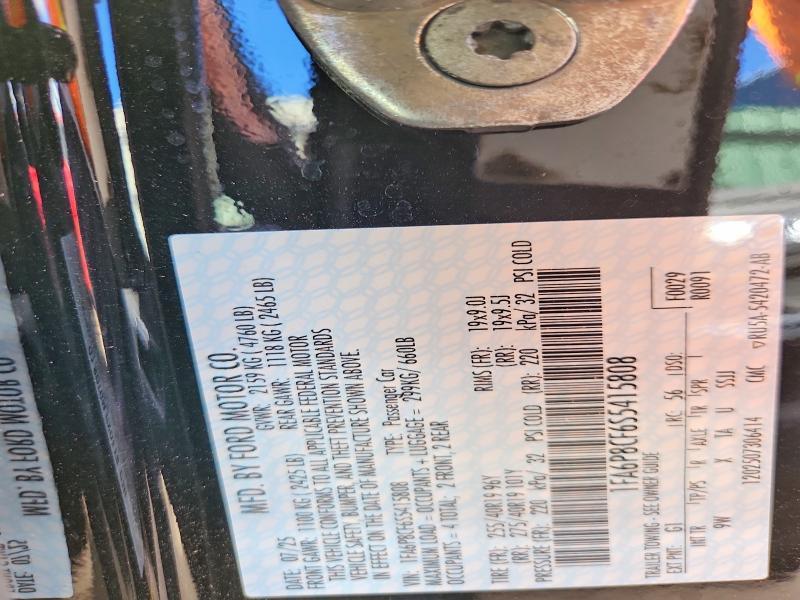 MFD. BY FORD MOTOR CO.
DATE: 07/25 GVWR: 2159 KG ( 4760 LB)
FRONT GAWR: 1100 KG ( 2425 LB) REAR GAWR: 1118 KG ( 2465 LB)
THIS VEHICLE CONFORMS TO ALL APPLICABLE FEDERAL MOTOR
VEHICLE SAFETY, BUMPER, AND THEFT PREVENTION STANDARDS
IN EFFECT ON THE DATE OF MANUFACTURE SHOWN ABOVE.
VIN: 1FA6P8CF6S5415808 TYPE: Passenger Car
MAXIMUM LOAD = OCCUPANTS + LUGGAGE = 299KG/ 660LB
OCCUPANTS = 4 TOTAL, 2 FRONT, 2 REAR
TIRE (FR): 255/40R19 96Y RIMS (FR): 19x9.0J
(RR): 275/40R19 101Y (RR): 19x9.5J
PRESSURE (FR): 220 kPa/ 32 PSI COLD (RR): 220 kPa/ 32 PSI COLD
1FA6P8CF6S5415808
TRAILER TOWING - SEE OWNER GUIDE
EXT PNT: G1 RC: 56 DSO: F0029
INT TR TP/PS R AXLE TR SPR R0091
9W X TA U SSJJ
1202507306414 CMC RU5A-5420472-AB